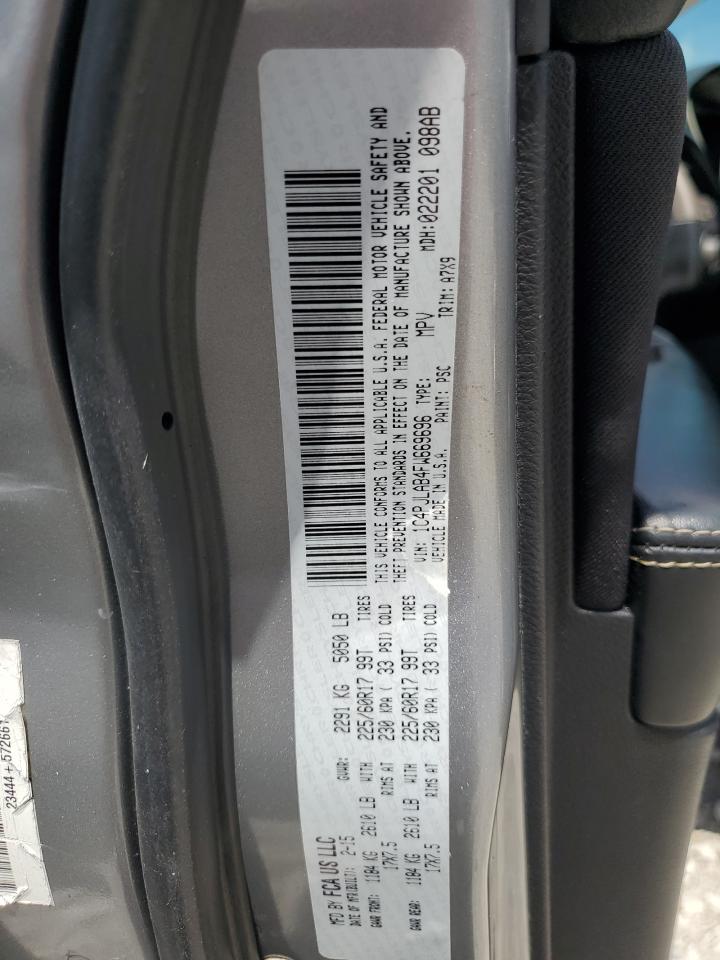 MFD BY FCA US LLC
DATE OF MFR(BUILT): 2-15 GVWR: 2291 KG 5050 LB
GAWR FRONT: 1184 KG 2610 LB WITH 225/60R17 99T TIRES
17X7.5 RIMS AT 230 KPA ( 33 PSI) COLD
GAWR REAR: 1184 KG 2610 LB WITH 225/60R17 99T TIRES
17X7.5 RIMS AT 230 KPA ( 33 PSI) COLD
THIS VEHICLE CONFORMS TO ALL APPLICABLE U.S.A. FEDERAL MOTOR VEHICLE SAFETY AND
THEFT PREVENTION STANDARDS IN EFFECT ON THE DATE OF MANUFACTURE SHOWN ABOVE.
VIN: 1C4PJLAB4FW669696 TYPE: MPV MDH:022201 098AB
VEHICLE MADE IN U.S.A. PAINT: PSC TRIM: A7X9
23444+572661